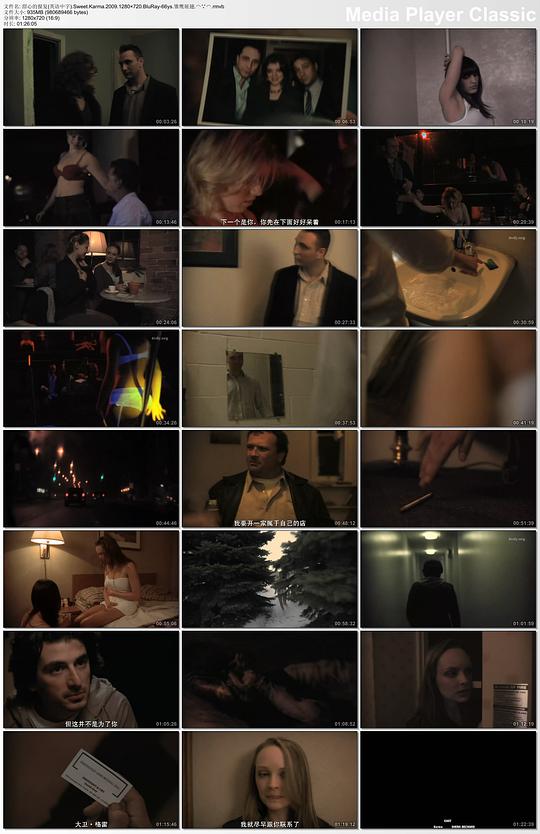 文件名: 甜心的报复[英语中字].Sweet.Karma.2009.1280×720.BluRay-66ys.
.rmvb
Media Player Classic
文件大小: 935MB (980689466 bytes)
分辨率: 1280x720 (16:9)
时长: 01:26:05
00:03:26
00:06:53
00:10:19
00:13:46
下一个是你，你先在下面好好呆着
00:17:13
00:20:39
00:24:06
00:27:33
00:30:59
00:34:26
00:37:53
00:41:19
00:44:46
我要开一家属于自己的店
00:48:12
00:51:39
00:55:06
00:58:32
01:01:59
但这并不是为了你
01:05:26
01:08:52
01:12:19
大卫·格雷
01:15:46
我就尽早跟你联系了
01:19:12
01:22:39